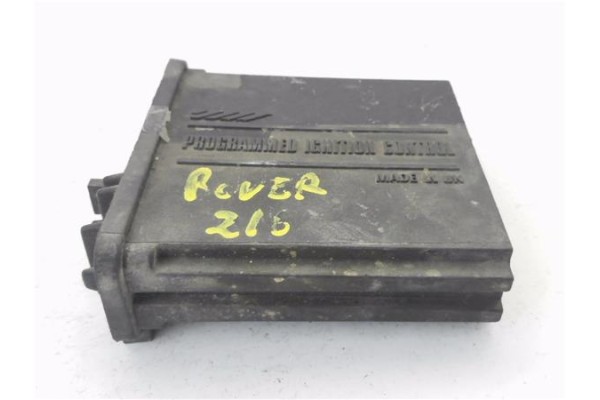 PROGRAMMED IGNITION CONTROL
MADE IN UK
ROVER
216